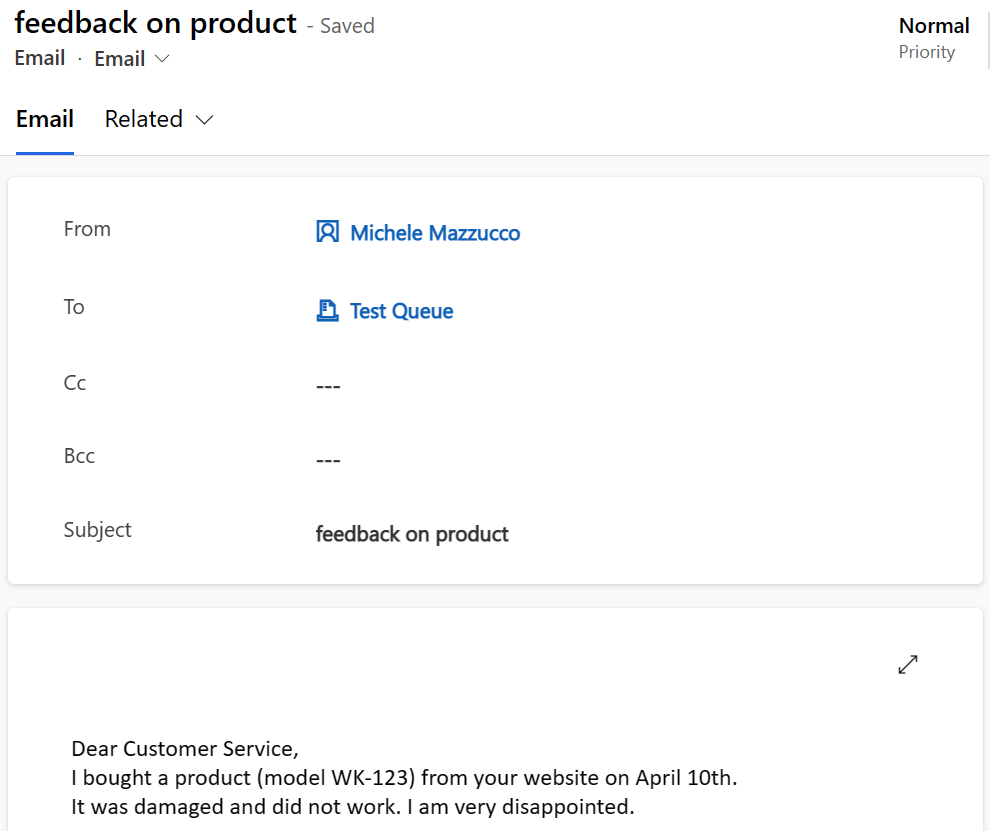 feedback on product - Saved
Normal
Priority
Email · Email
Email Related
From Michele Mazzucco
To Test Queue
Cc ---
Bcc ---
Subject feedback on product
Dear Customer Service,
I bought a product (model WK-123) from your website on April 10th.
It was damaged and did not work. I am very disappointed.